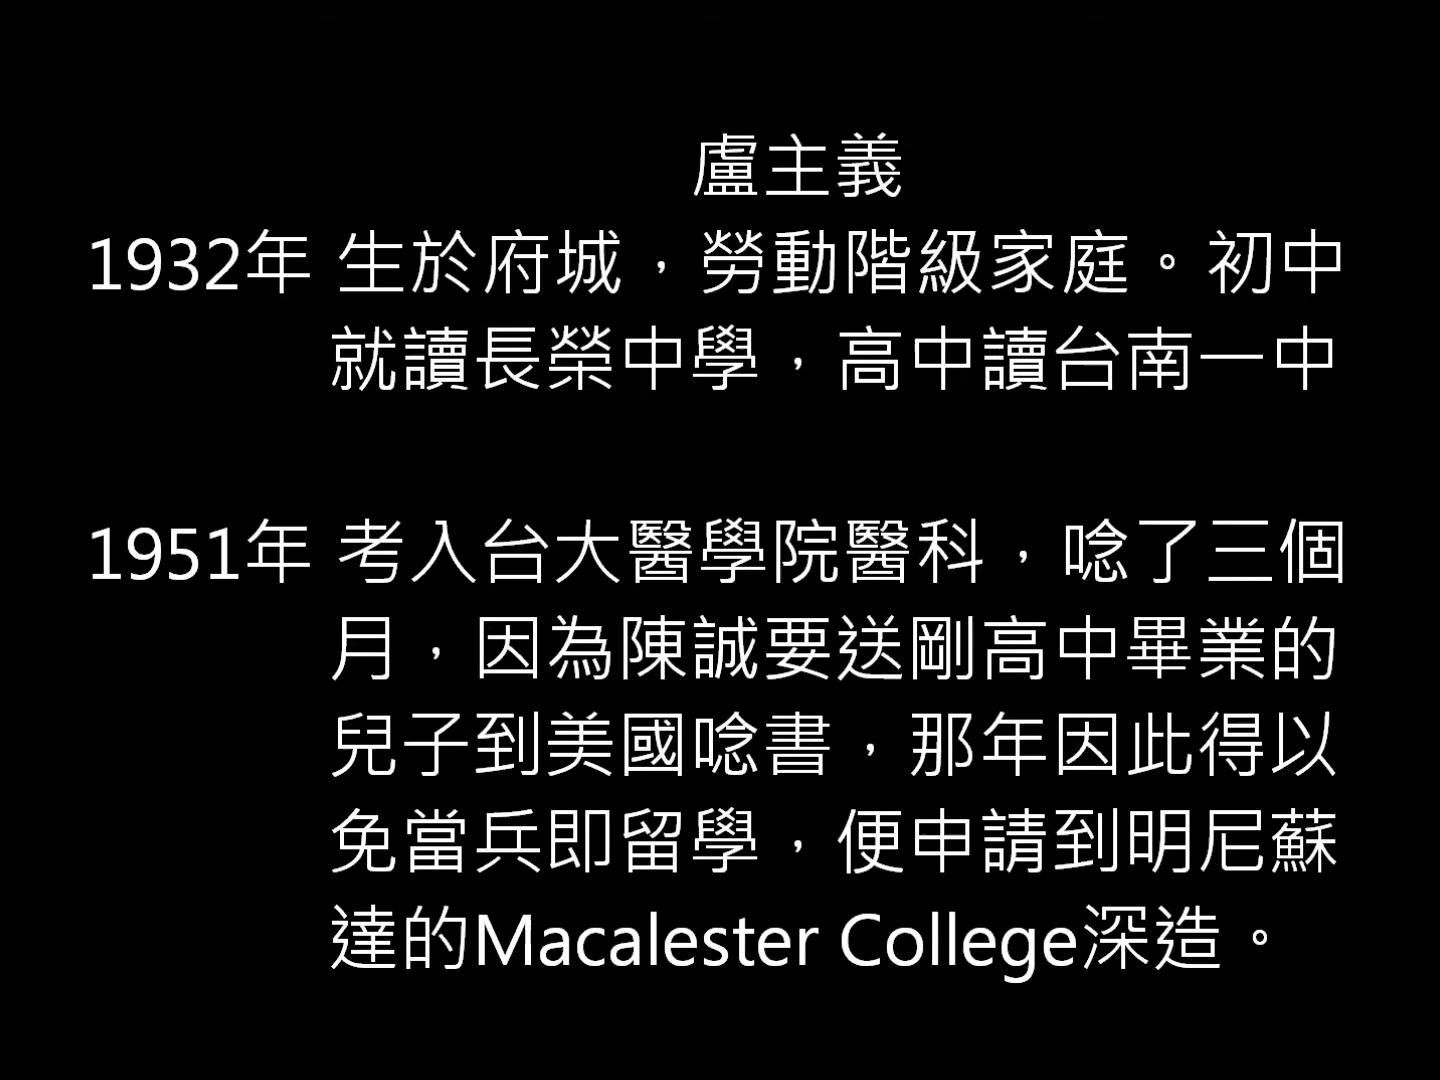 盧主義
1932年 生於府城，勞動階級家庭。初中
就讀長榮中學，高中讀台南一中
1951年 考入台大醫學院醫科，唸了三個
月，因為陳誠要送剛高中畢業的
兒子到美國唸書，那年因此得以
免當兵即留學，便申請到明尼蘇
達的Macalester College深造。